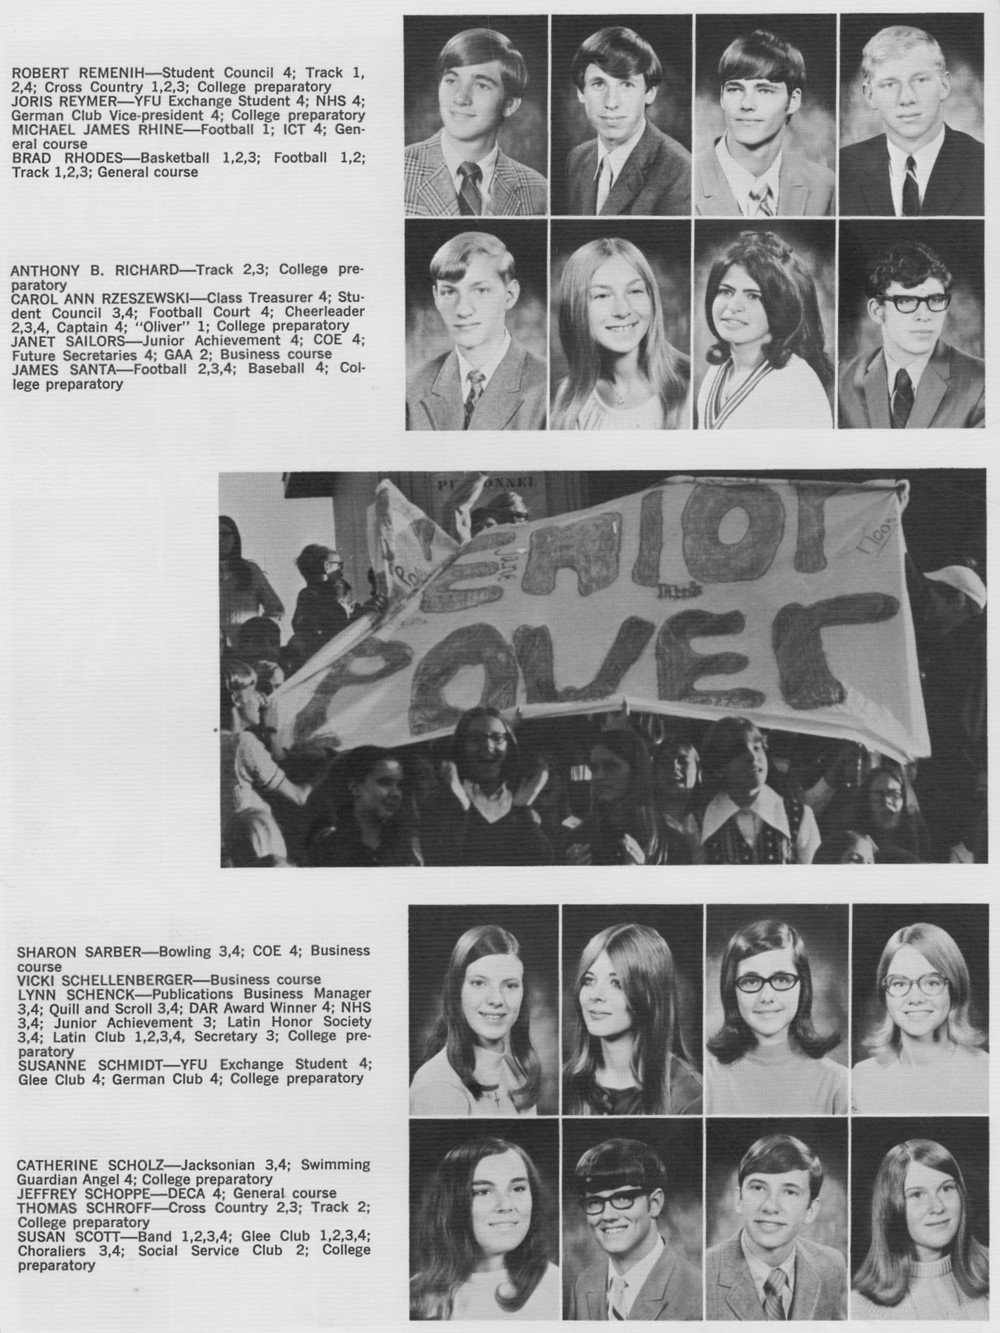 ROBERT REMENIH—Student Council 4; Track 1,
2,4; Cross Country 1,2,3; College preparatory
JORIS REYMER—YFU Exchange Student 4; NHS 4;
German Club Vice-president 4; College preparatory
MICHAEL JAMES RHINE—Football 1; ICT 4; Gen-
eral course
BRAD RHODES—Basketball 1,2,3; Football 1,2;
Track 1,2,3; General course
ANTHONY B. RICHARD—Track 2,3; College pre-
paratory
CAROL ANN RZESZEWSKI—Class Treasurer 4; Stu-
dent Council 3,4; Football Court 4; Cheerleader
2,3,4, Captain 4; "Oliver" 1; College preparatory
JANET SAILORS—Junior Achievement 4; COE 4;
Future Secretaries 4; GAA 2; Business course
JAMES SANTA—Football 2,3,4; Baseball 4; Col-
lege preparatory
POWER
SHARON SARBER—Bowling 3,4; COE 4; Business
course
VICKI SCHELLENBERGER—Business course
LYNN SCHENCK—Publications Business Manager
3,4; Quill and Scroll 3,4; DAR Award Winner 4; NHS
3,4; Junior Achievement 3; Latin Honor Society
3,4; Latin Club 1,2,3,4, Secretary 3; College pre-
paratory
SUSANNE SCHMIDT—YFU Exchange Student 4;
Glee Club 4; German Club 4; College preparatory
CATHERINE SCHOLZ—Jacksonian 3,4; Swimming
Guardian Angel 4; College preparatory
JEFFREY SCHOPPE—DECA 4; General course
THOMAS SCHROFF—Cross Country 2,3; Track 2;
College preparatory
SUSAN SCOTT—Band 1,2,3,4; Glee Club 1,2,3,4;
Choraliers 3,4; Social Service Club 2; College
preparatory